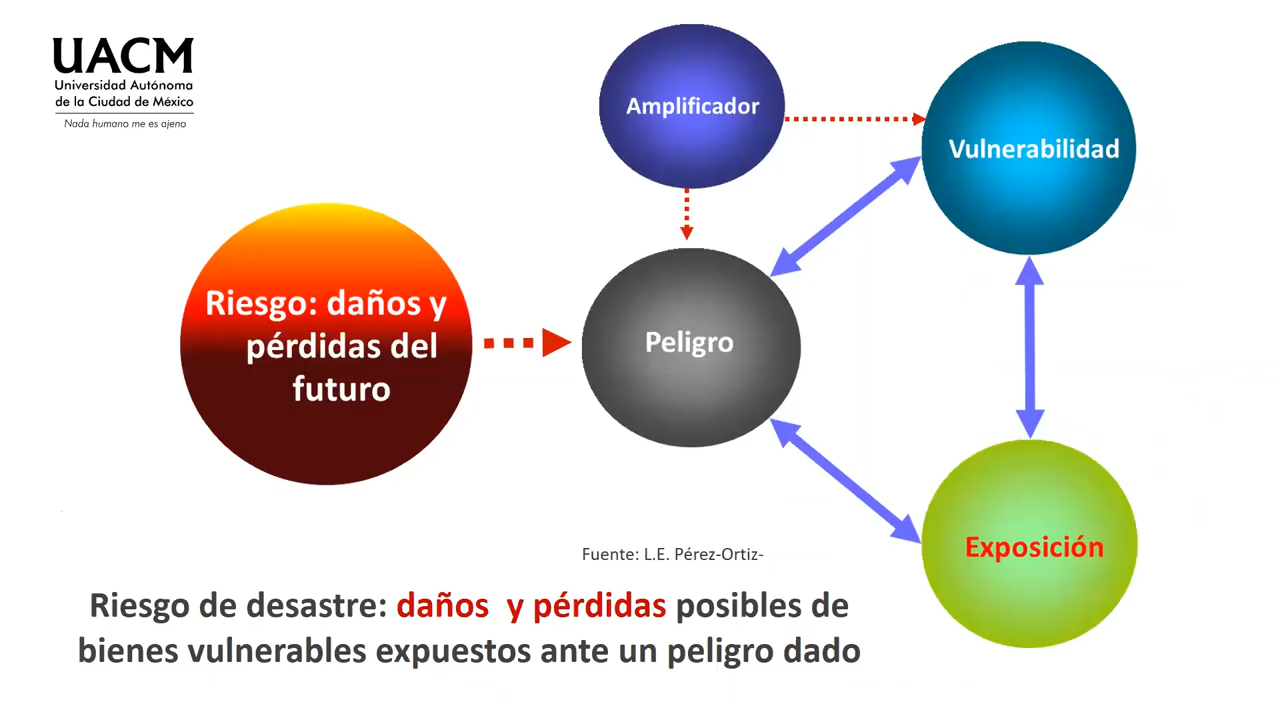 UACM
Universidad Autónoma
de la Ciudad de México
Nada humano me es ajeno
Amplificador
Vulnerabilidad
Riesgo: daños y
pérdidas del
futuro
Peligro
Exposición
Fuente: L.E. Pérez-Ortiz-
Riesgo de desastre: daños y pérdidas posibles de
bienes vulnerables expuestos ante un peligro dado